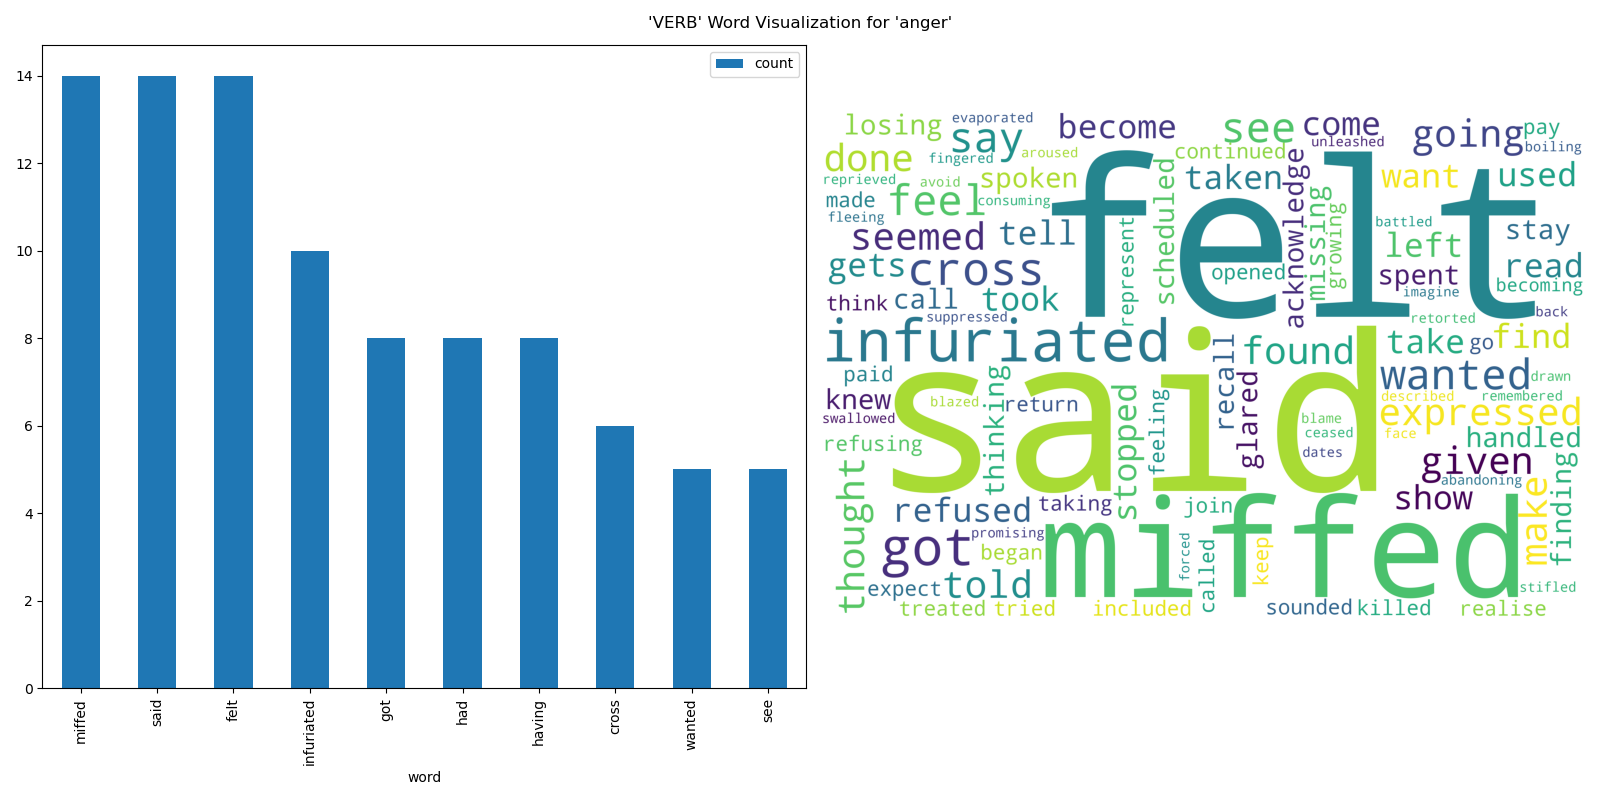 'VERB' Word Visualization for 'anger'
count
14
12
10
8
6
4
2
0
miffed
said
felt
infuriated
got
had
having
cross
wanted
see
word
losing
evaporated
say
become
see
come
going
pay
done
fingered
aroused
continued
unleashed
boiling
reprieved
avoid
spoken
taken
want
used
made
feel
consuming
scheduled
acknowledge
missing
growing
felt
fleeing
battled
seemed
tell
represent
left
stay
gets
cross
opened
spent
read
think
call
took
imagine
becoming
suppressed
retorted
back
infuriated
found
take
go
find
paid
recall
wanted
drawn
knew
blazed
thinking
return
said
described
remembered
swallowed
stopped
feeling
glared
blame
expressed
refusing
ceased
face
handled
dates
given
abandoning
thought
refused
taking
join
show
make
finding
got
promising
miffed
began
forced
called
keep
expect
told
stifled
treated
tried
included
sounded
killed
realise